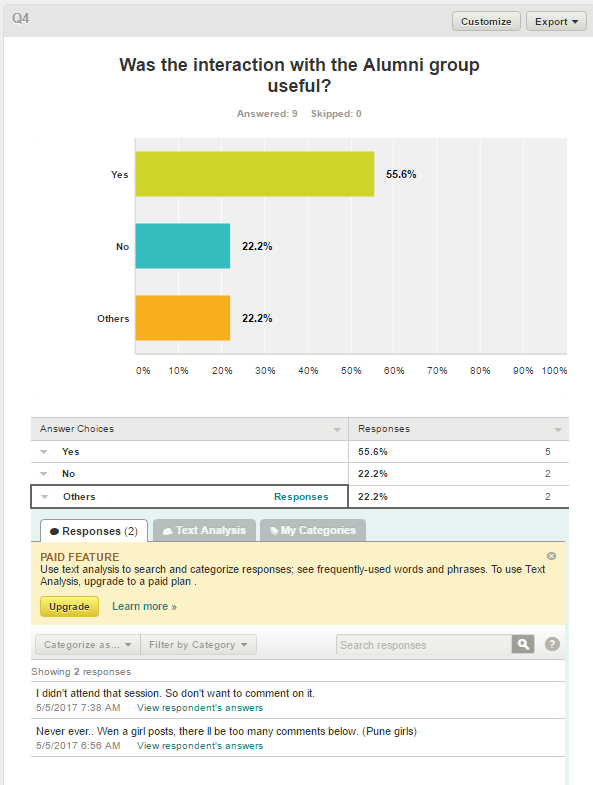 Q4
Customize
Export
Was the interaction with the Alumni group
useful?
Answered: 9 Skipped: 0
Yes 55.6%
No 22.2%
Others 22.2%
0% 10% 20% 30% 40% 50% 60% 70% 80% 90% 100%
Answer Choices Responses
Yes 55.6% 5
No 22.2% 2
Others Responses 22.2% 2
Responses (2) Text Analysis My Categories
PAID FEATURE
Use text analysis to search and categorize responses; see frequently-used words and phrases. To use Text
Analysis, upgrade to a paid plan .
Upgrade Learn more »
Categorize as... Filter by Category Search responses ?
Showing 2 responses
I didn't attend that session. So don't want to comment on it.
5/5/2017 7:38 AM View respondent's answers
Never ever.. Wen a girl posts, there ll be too many comments below. (Pune girls)
5/5/2017 6:56 AM View respondent's answers